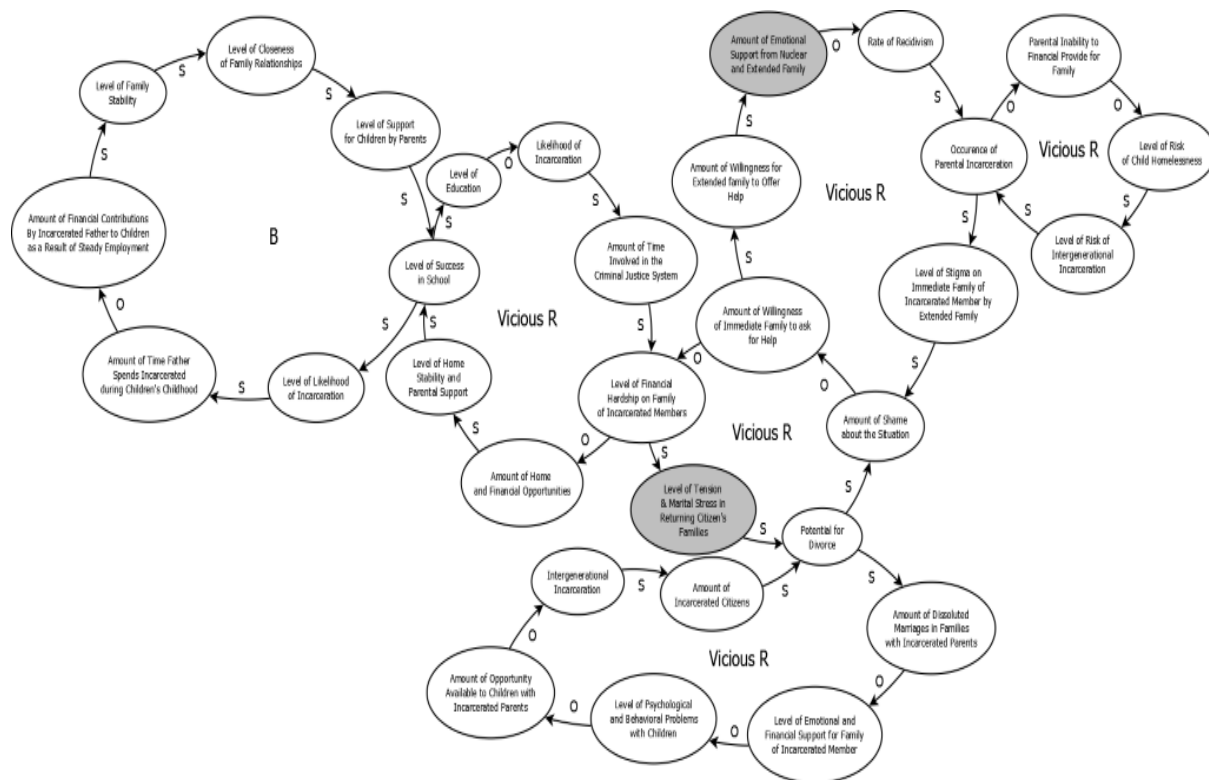 Amount of Emotional
Support from Nuclear
and Extended Family
O
Rate of Recidivism
S
Parental Inability to
Financial Provide for
Family
O
O
Level of Risk
of Child Homelessness
S
Level of Risk of
Intergenerational
Incarceration
S
Occurence of
Parental Incarceration
Vicious R
S
Level of Stigma on
Immediate Family of
Incarcerated Member by
Extended Family
S
Amount of Shame
about the Situation
O
Amount of Willingness
of Immediate Family to ask
for Help
S
Amount of Willingness for
Extended family to Offer
Help
S
Vicious R
Level of Closeness
of Family Relationships
S
Level of Family
Stability
S
Level of Support
for Children by Parents
S
S
Amount of Financial Contributions
By Incarcerated Father to Children
as a Result of Steady Employment
B
O
Amount of Time Father
Spends Incarcerated
during Children's Childhood
S
Level of Likelihood
of Incarceration
S
Level of Success
in School
S
Level of
Education
O
Likelihood of
Incarceration
S
Amount of Time
Involved in the
Criminal Justice System
S
Vicious R
S
Level of Home
Stability and
Parental Support
S
Amount of Home
and Financial Opportunities
O
Level of Financial
Hardship on Family
of Incarcerated Members
O
S
Vicious R
Level of Tension
& Marital Stress in
Returning Citizen's
Families
S
Potential for
Divorce
S
S
Amount of Dissoluted
Marriages in Families
with Incarcerated Parents
O
Level of Emotional and
Financial Support for Family
of Incarcerated Member
O
Level of Psychological
and Behavioral Problems
with Children
O
Amount of Opportunity
Available to Children with
Incarcerated Parents
O
Intergenerational
Incarceration
S
Amount of
Incarcerated Citizens
S
Vicious R